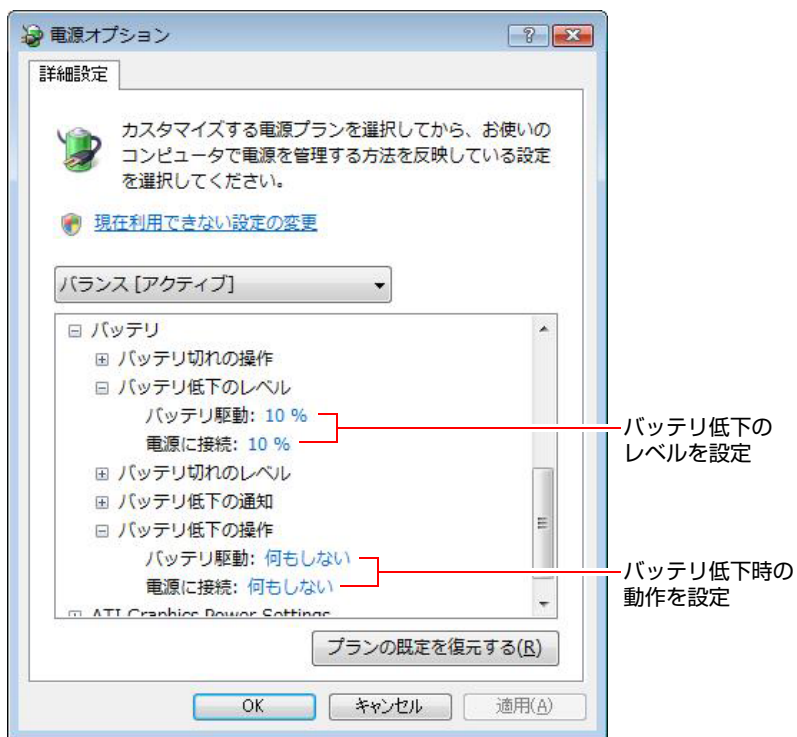 電源オプション
詳細設定
カスタマイズする電源プランを選択してから、お使いの
コンピュータで電源を管理する方法を反映している設定
を選択してください。
現在利用できない設定の変更
バランス [アクティブ]
バッテリ
バッテリ切れの操作
バッテリ低下のレベル
バッテリ駆動: 10 %
電源に接続: 10 %
バッテリ低下の
レベルを設定
バッテリ切れのレベル
バッテリ低下の通知
バッテリ低下の操作
バッテリ駆動: 何もしない
電源に接続: 何もしない
バッテリ低下時の
動作を設定
ATI Graphics Power Settings
プランの既定を復元する(R)
OK
キャンセル
適用(A)